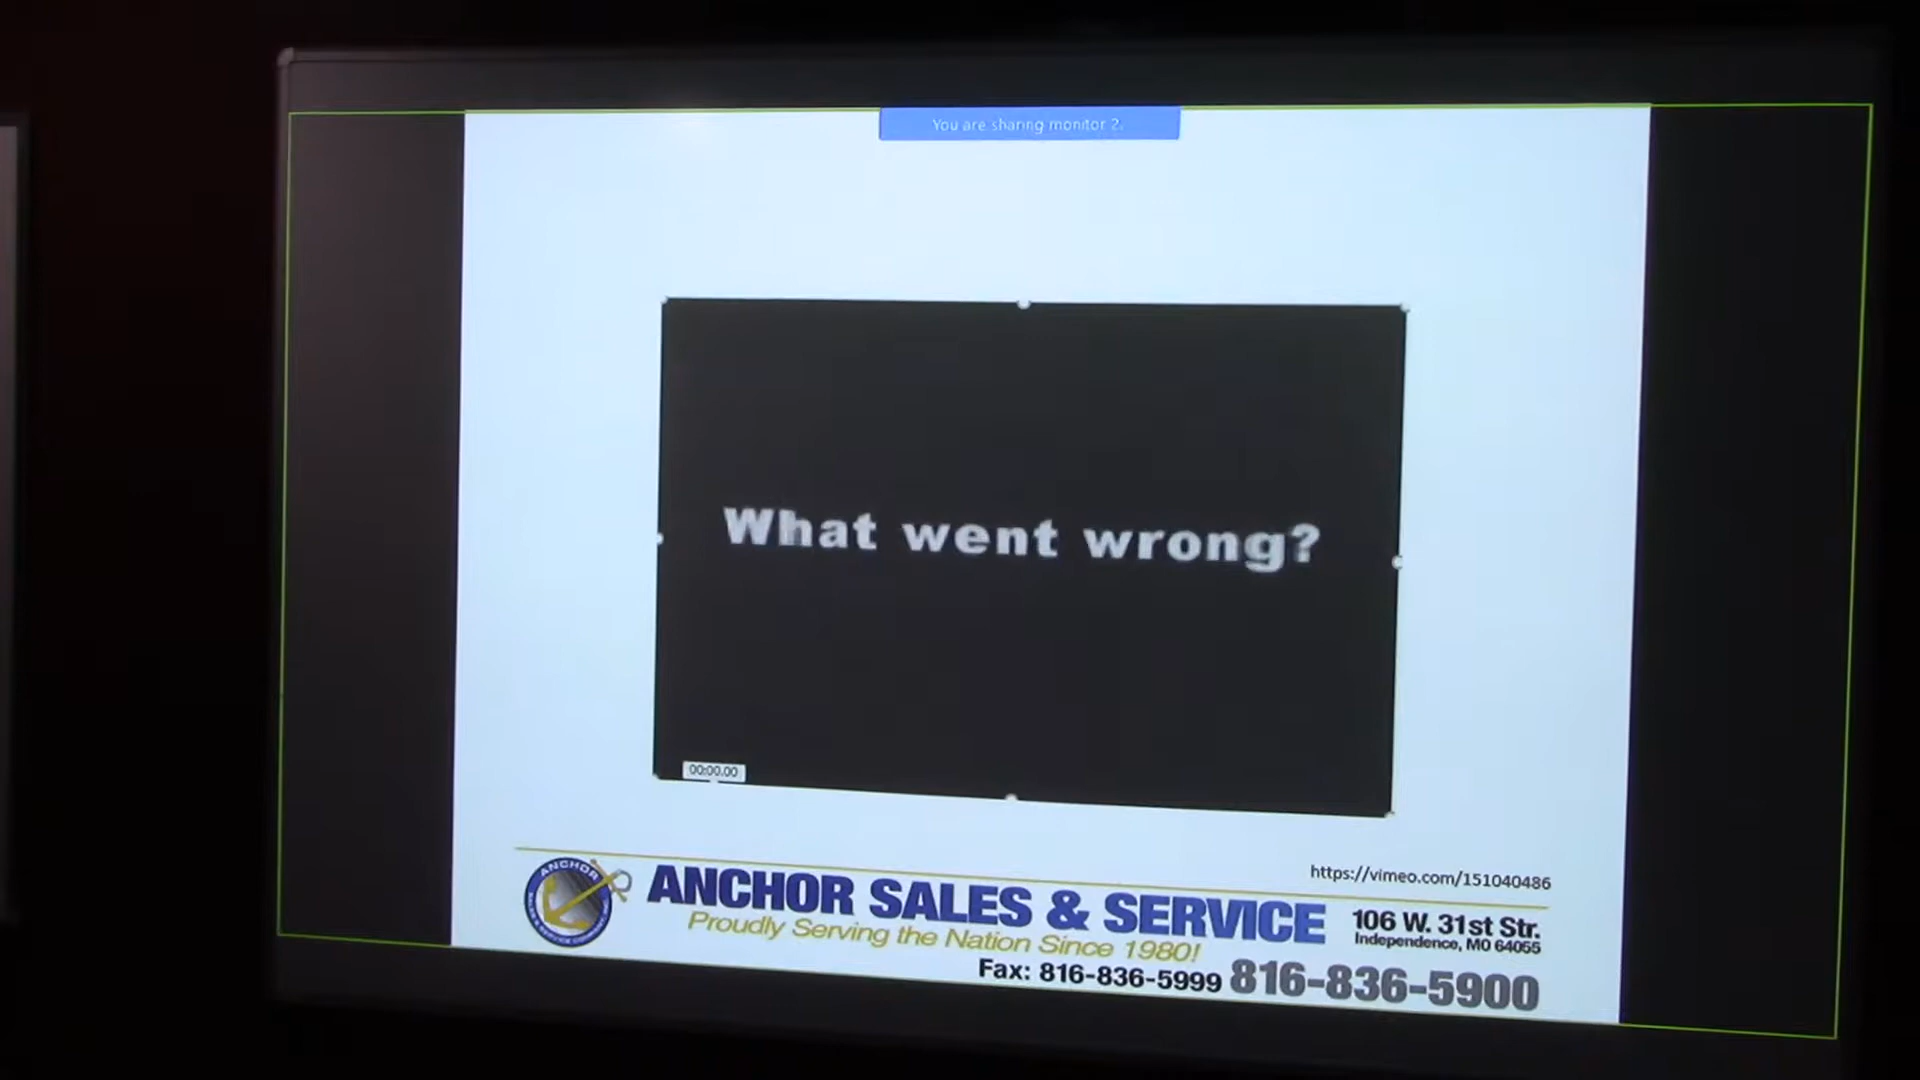 You are sharing monitor 2.
What went wrong?
00:00.00
https://vimeo.com/151040486
ANCHOR
ANCHOR SALES & SERVICE
Proudly Serving the Nation Since 1980!
106 W. 31st Str.
Independence, MO 64055
Fax: 816-836-5999 816-836-5900